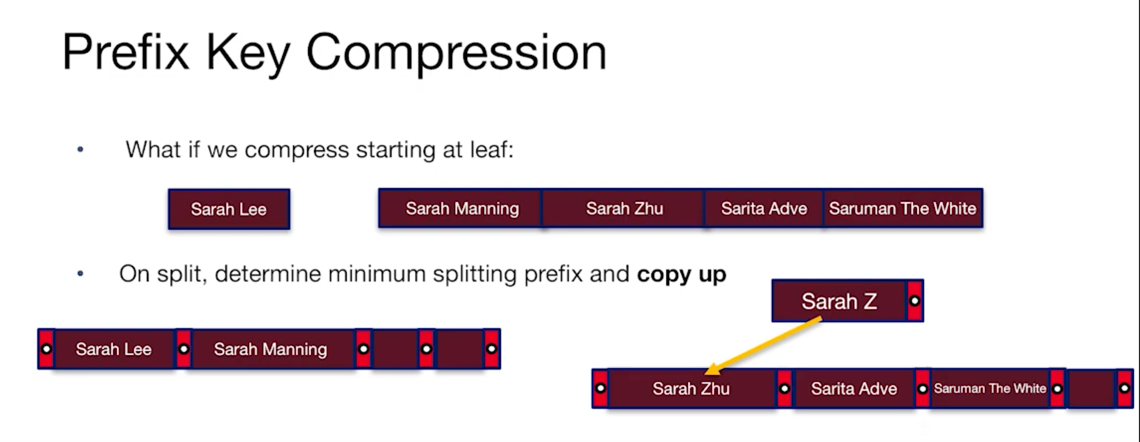 Prefix Key Compression
• What if we compress starting at leaf:
Sarah Lee Sarah Manning Sarah Zhu Sarita Adve Saruman The White
• On split, determine minimum splitting prefix and copy up
Sarah Z
Sarah Lee Sarah Manning
Sarah Zhu Sarita Adve Saruman The White